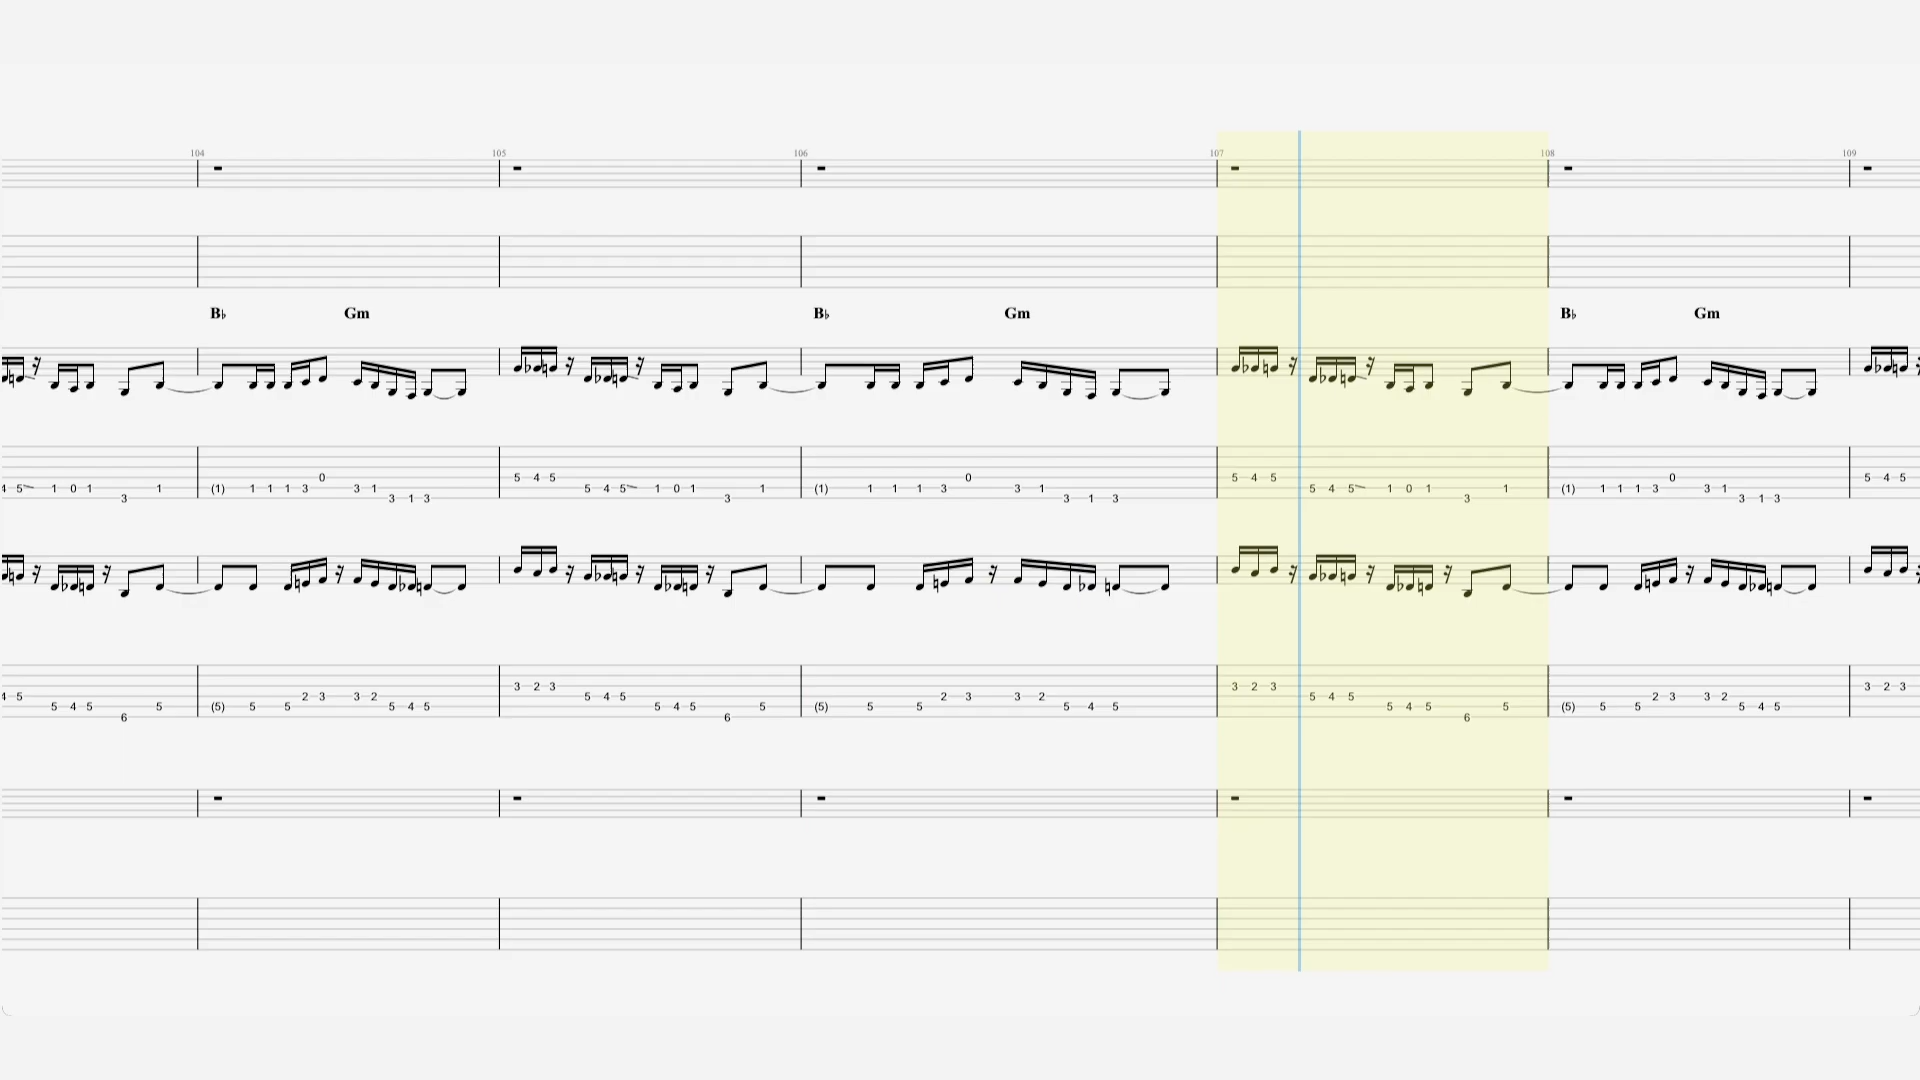 104 105 106 107 108 109
B♭ Gm B♭ Gm B♭ Gm
0 0 0
5 4 5 5 4 5 5 4 5
4 5 1 0 1 1 (1) 1 1 1 3 3 1 5 4 5 1 0 1 1 (1) 1 1 1 3 3 1 5 4 5 1 0 1 1 (1) 1 1 1 3 3 1
3 3 1 3 3 3 1 3 3 3 1 3
3 2 3 3 2 3 3 2 3
4 5 2 3 3 2 5 4 5 2 3 3 2 5 4 5 2 3 3 2
5 4 5 5 (5) 5 5 5 4 5 5 4 5 5 (5) 5 5 5 4 5 5 4 5 5 (5) 5 5 5 4 5
6 6 6